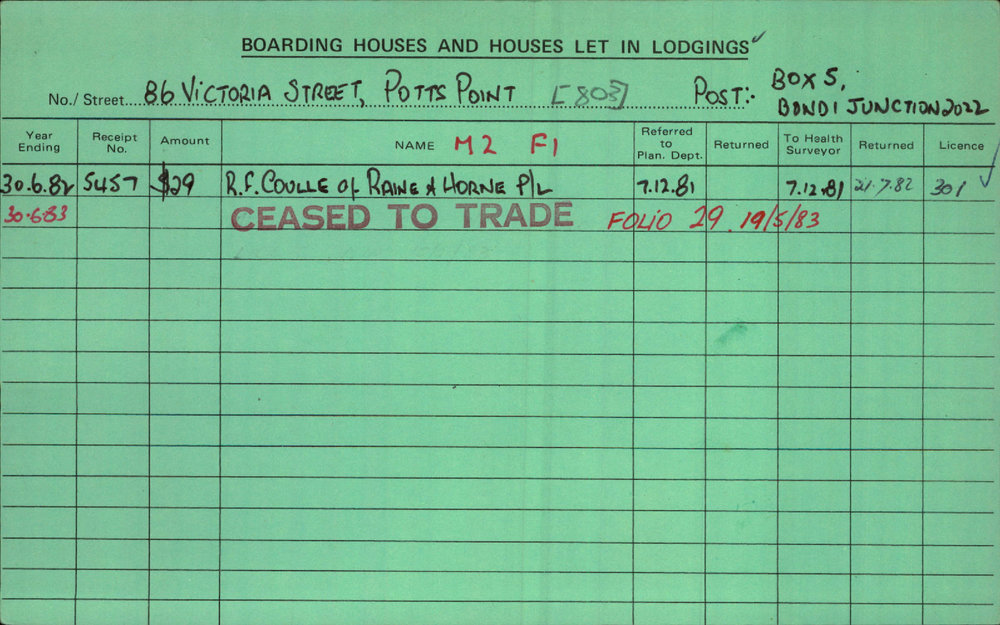 BOARDING HOUSES AND HOUSES LET IN LODGINGS ✓
No./ Street. 86 VICTORIA STREET, POTTS POINT [803] POST:- BOX 5,
BONDI JUNCTION 2022
Year Ending Receipt No. Amount NAME M2 F1 Referred to Plan. Dept. Returned To Health Surveyor Returned Licence
30.6.82 5457 $29 R.F. COULLE of RAINE & HORNE P/L 7.12.81 7.12.81 21.7.82 301 ✓
30.6.83 CEASED TO TRADE FOLIO 29. 19/5/83